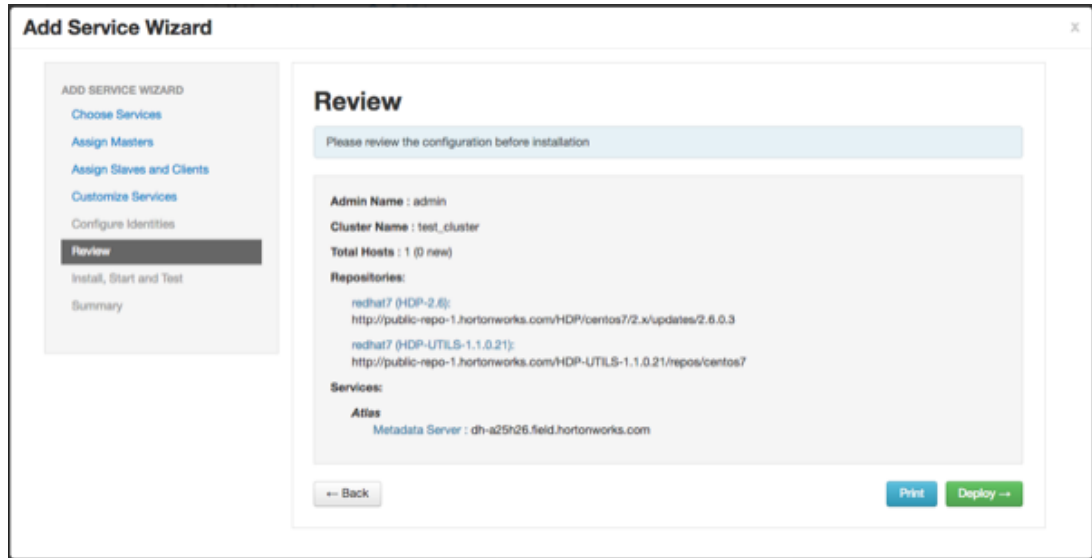 Add Service Wizard
x
ADD SERVICE WIZARD
Choose Services
Assign Masters
Assign Slaves and Clients
Customize Services
Configure Identities
Review
Install, Start and Test
Summary
Review
Please review the configuration before installation
Admin Name : admin
Cluster Name : test_cluster
Total Hosts : 1 (0 new)
Repositories:
redhat7 (HDP-2.6):
http://public-repo-1.hortonworks.com/HDP/centos7/2.x/updates/2.6.0.3
redhat7 (HDP-UTILS-1.1.0.21):
http://public-repo-1.hortonworks.com/HDP-UTILS-1.1.0.21/repos/centos7
Services:
Atlas
Metadata Server : dh-a25h26.field.hortonworks.com
← Back
Print
Deploy →